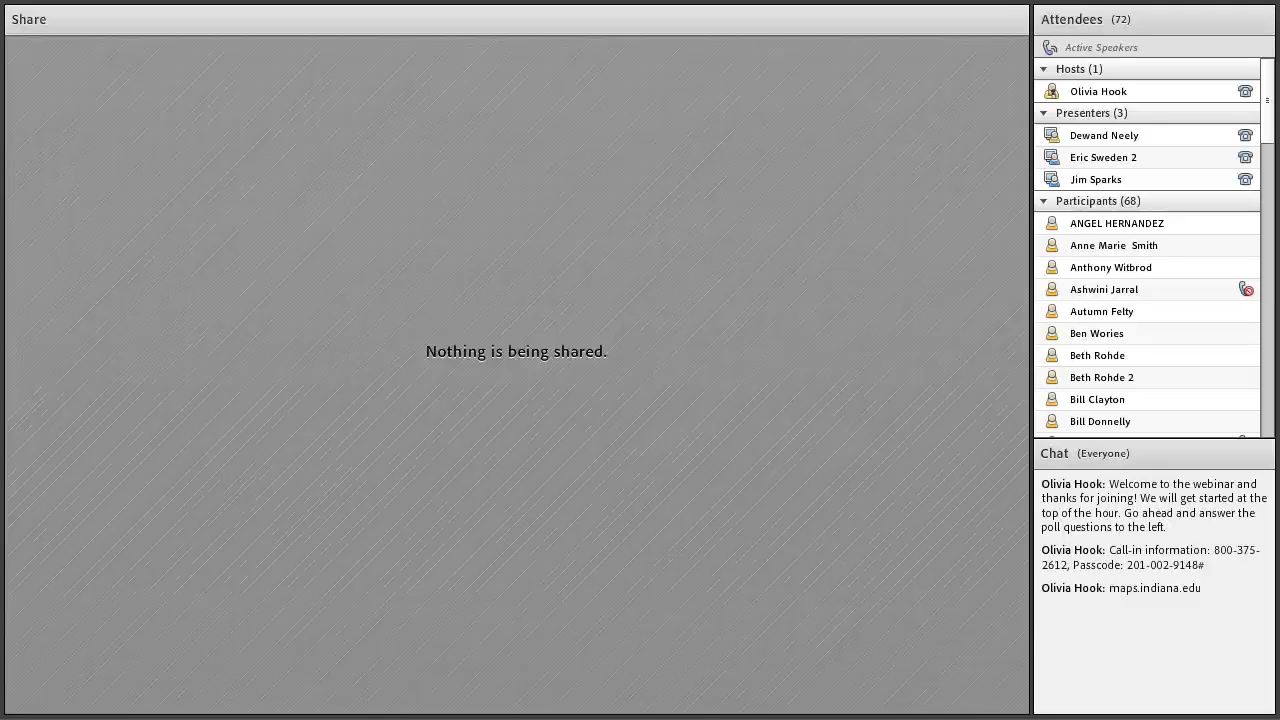 Share
Nothing is being shared.
Attendees (72)
Active Speakers
Hosts (1)
Olivia Hook
Presenters (3)
Dewand Neely
Eric Sweden 2
Jim Sparks
Participants (68)
ANGEL HERNANDEZ
Anne Marie Smith
Anthony Witbrod
Ashwini Jarral
Autumn Felty
Ben Wories
Beth Rohde
Beth Rohde 2
Bill Clayton
Bill Donnelly
Chat (Everyone)
Olivia Hook: Welcome to the webinar and
thanks for joining! We will get started at the
top of the hour. Go ahead and answer the
poll questions to the left.
Olivia Hook: Call-in information: 800-375-
2612, Passcode: 201-002-9148#
Olivia Hook: maps.indiana.edu